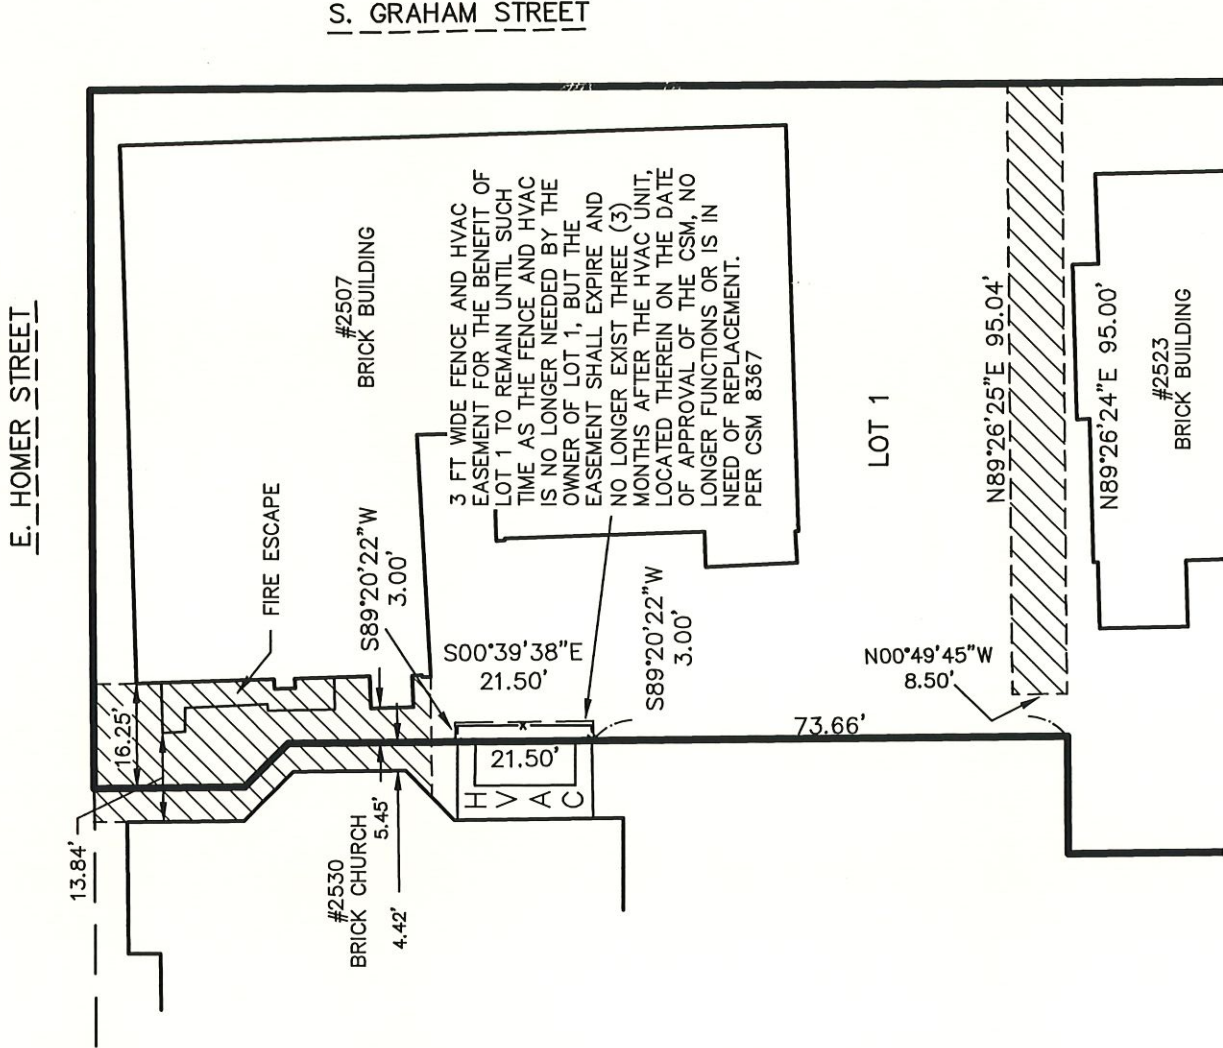 S. GRAHAM STREET
E. HOMER STREET
#2507
BRICK BUILDING
3 FT WIDE FENCE AND HVAC
EASEMENT FOR THE BENEFIT OF
LOT 1 TO REMAIN UNTIL SUCH
TIME AS THE FENCE AND HVAC
IS NO LONGER NEEDED BY THE
OWNER OF LOT 1, BUT THE
EASEMENT SHALL EXPIRE AND
NO LONGER EXIST THREE (3)
MONTHS AFTER THE HVAC UNIT,
LOCATED THEREIN ON THE DATE
OF APPROVAL OF THE CSM, NO
LONGER FUNCTIONS OR IS IN
NEED OF REPLACEMENT.
PER CSM 8367
LOT 1
N89°26'25"E 95.04'
N89°26'24"E 95.00'
#2523
BRICK BUILDING
FIRE ESCAPE
S89°20'22"W
3.00'
S00°39'38"E
21.50'
S89°20'22"W
3.00'
N00°49'45"W
8.50'
73.66'
16.25'
21.50'
H
V
A
C
13.84'
#2530
BRICK CHURCH
5.45'
4.42'
x